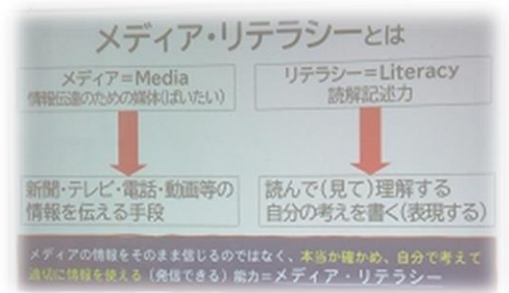 メディア・リテラシーとは
メディア=Media
情報伝達のための媒体(ばいたい)
リテラシー=Literacy
読解記述力
新聞・テレビ・電話・動画等の
情報を伝える手段
読んで(見て)理解する
自分の考えを書く(表現する)
メディアの情報をそのまま信じるのではなく、本当か確かめ、自分で考えて
適切に情報を使える(発信できる)能力=メディア・リテラシー